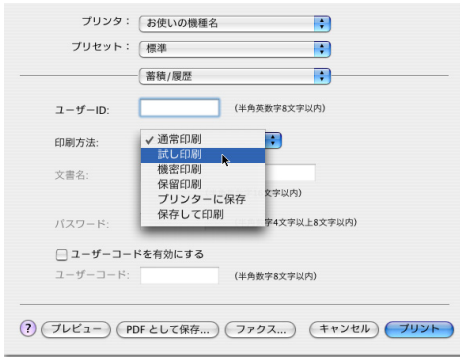 プリンタ： お使いの機種名
プリセット： 標準
蓄積/履歴
ユーザーID: (半角英数字8文字以内)
印刷方法: ✓ 通常印刷
試し印刷
機密印刷
文書名: 保留印刷
文字以内)
プリンターに保存
保存して印刷
パスワード: 字4文字以上8文字以内)
ユーザーコードを有効にする
ユーザーコード: (半角数字8文字以内)
? プレビュー PDF として保存... ファクス... キャンセル プリント